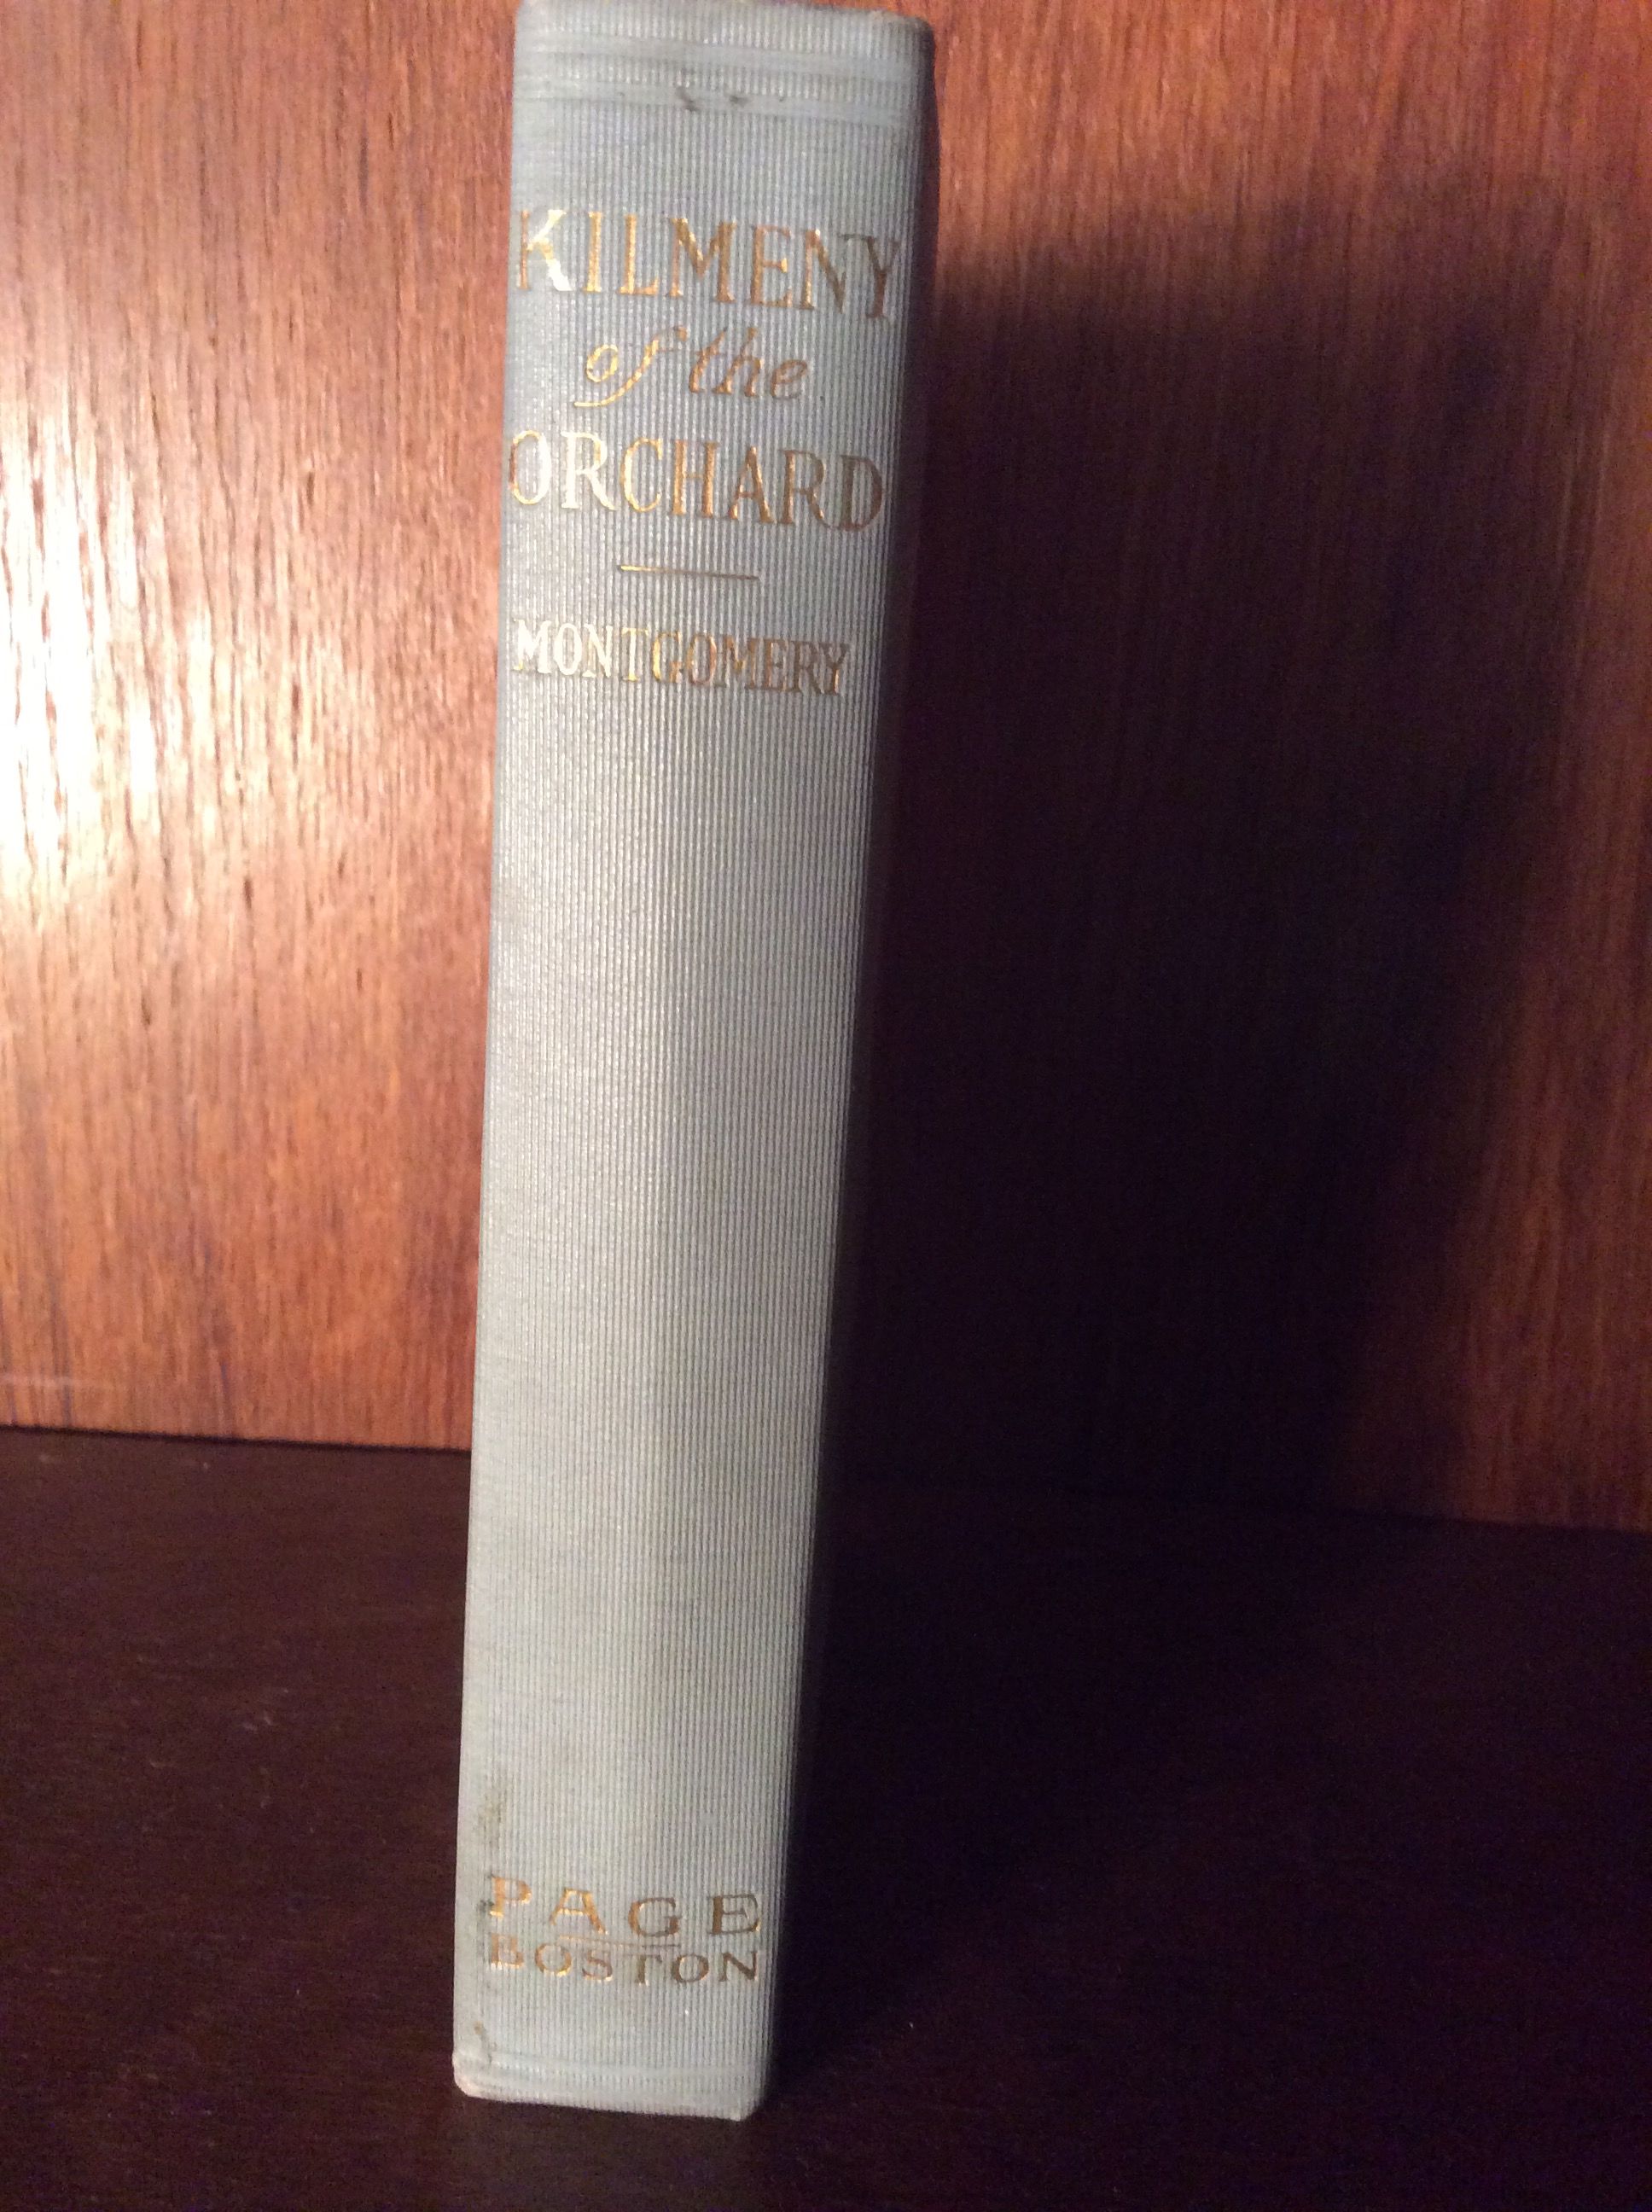 KILMENY
of the
ORCHARD
MONTGOMERY
PAGE
BOSTON